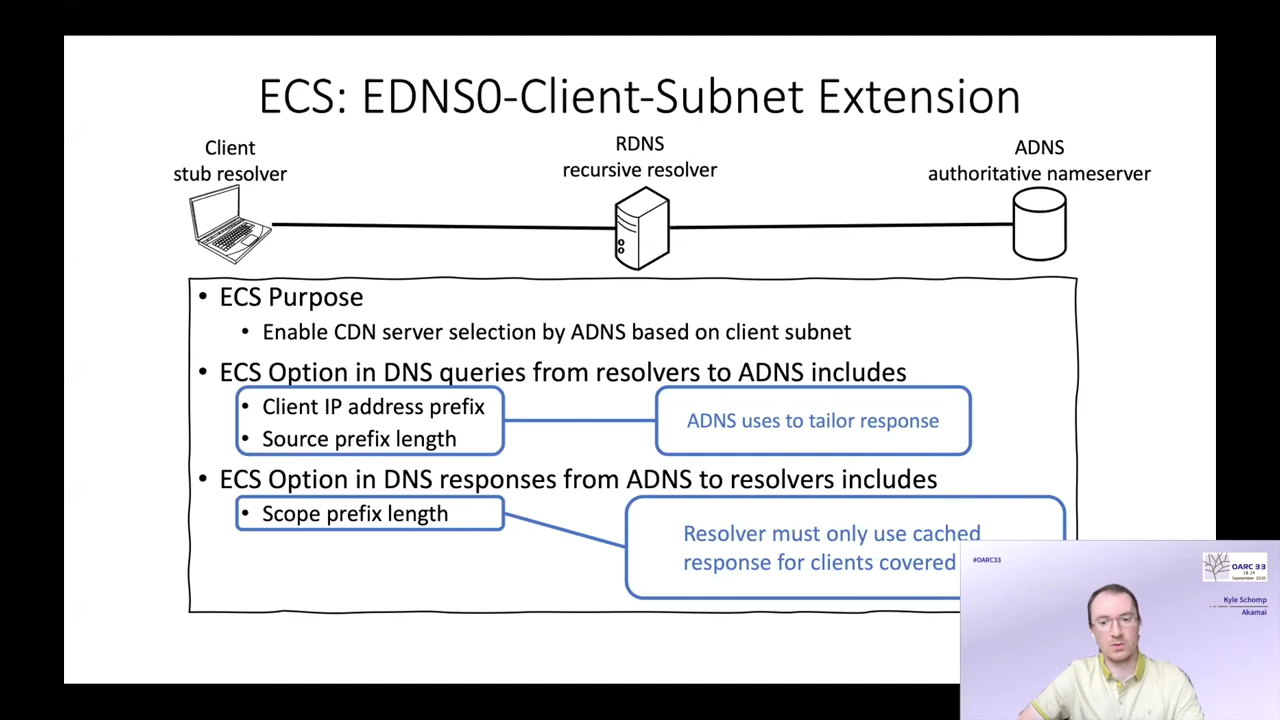 ECS: EDNS0-Client-Subnet Extension
Client
stub resolver
RDNS
recursive resolver
ADNS
authoritative nameserver
• ECS Purpose
• Enable CDN server selection by ADNS based on client subnet
• ECS Option in DNS queries from resolvers to ADNS includes
• Client IP address prefix
• Source prefix length
ADNS uses to tailor response
• ECS Option in DNS responses from ADNS to resolvers includes
• Scope prefix length
Resolver must only use cached
response for clients covered
#OARC33
OARC 33
28-29
September 2020
Kyle Schomp
Akamai